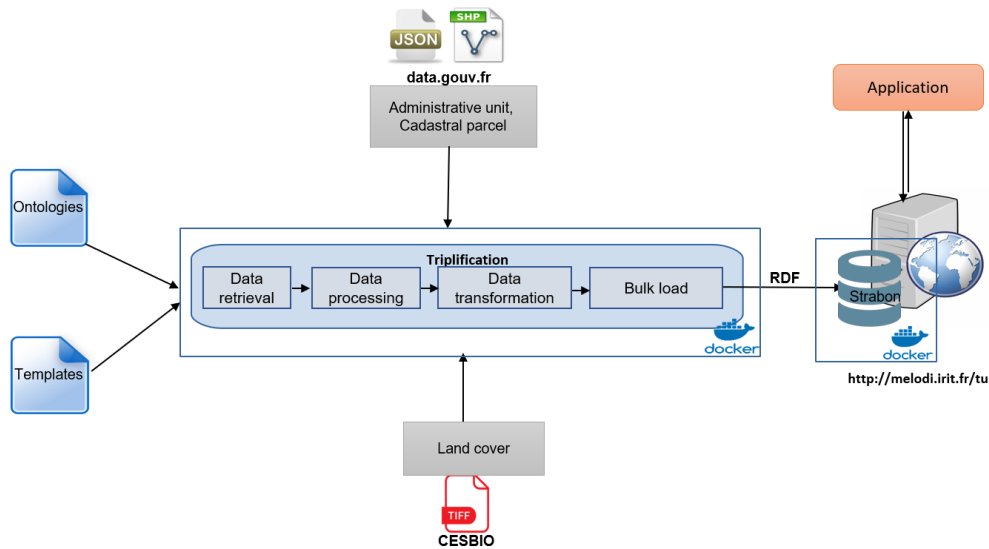 JSON
SHP
data.gouv.fr
Administrative unit,
Cadastral parcel
Application
Ontologies
Triplification
Data
retrieval
Data
processing
Data
transformation
Bulk load
RDF
Strabon
docker
docker
Templates
http://melodi.irit.fr/tu
Land cover
TIFF
CESBIO